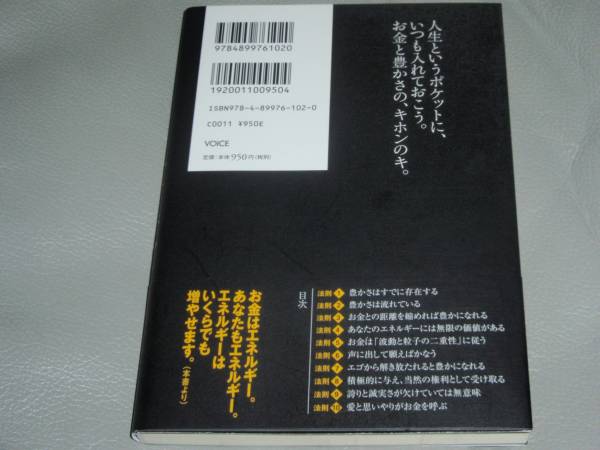 人生というポケットに、
いつも入れておこう。
お金と豊かさの、キホンのキ。
9784899761020
1920011009504
ISBN978-4-89976-102-0
C0011 ¥950E
VOICE
定価:本体950円(税別)
お金はエネルギー。
あなたもエネルギー。
エネルギーは
いくらでも
増やせます。(本書より)
目次
法則1 豊かさはすでに存在する
法則2 豊かさは流れている
法則3 お金との距離を縮めれば豊かになれる
法則4 あなたのエネルギーには無限の価値がある
法則5 お金は「波動と粒子の二重性」に従う
法則6 声に出して願えばかなう
法則7 エゴから解き放たれると豊かになれる
法則8 積極的に与え、当然の権利として受け取る
法則9 誇りと誠実さが欠けていては無意味
法則10 愛と思いやりがお金を呼ぶ